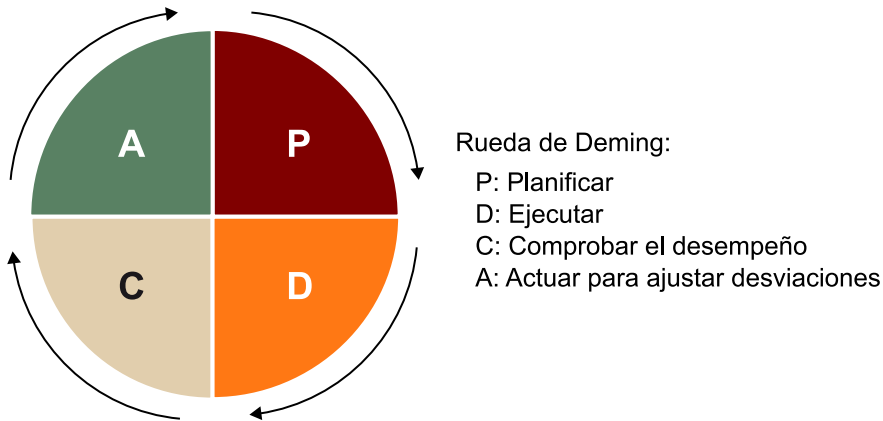 A
P
C
D
Rueda de Deming:
P: Planificar
D: Ejecutar
C: Comprobar el desempeño
A: Actuar para ajustar desviaciones